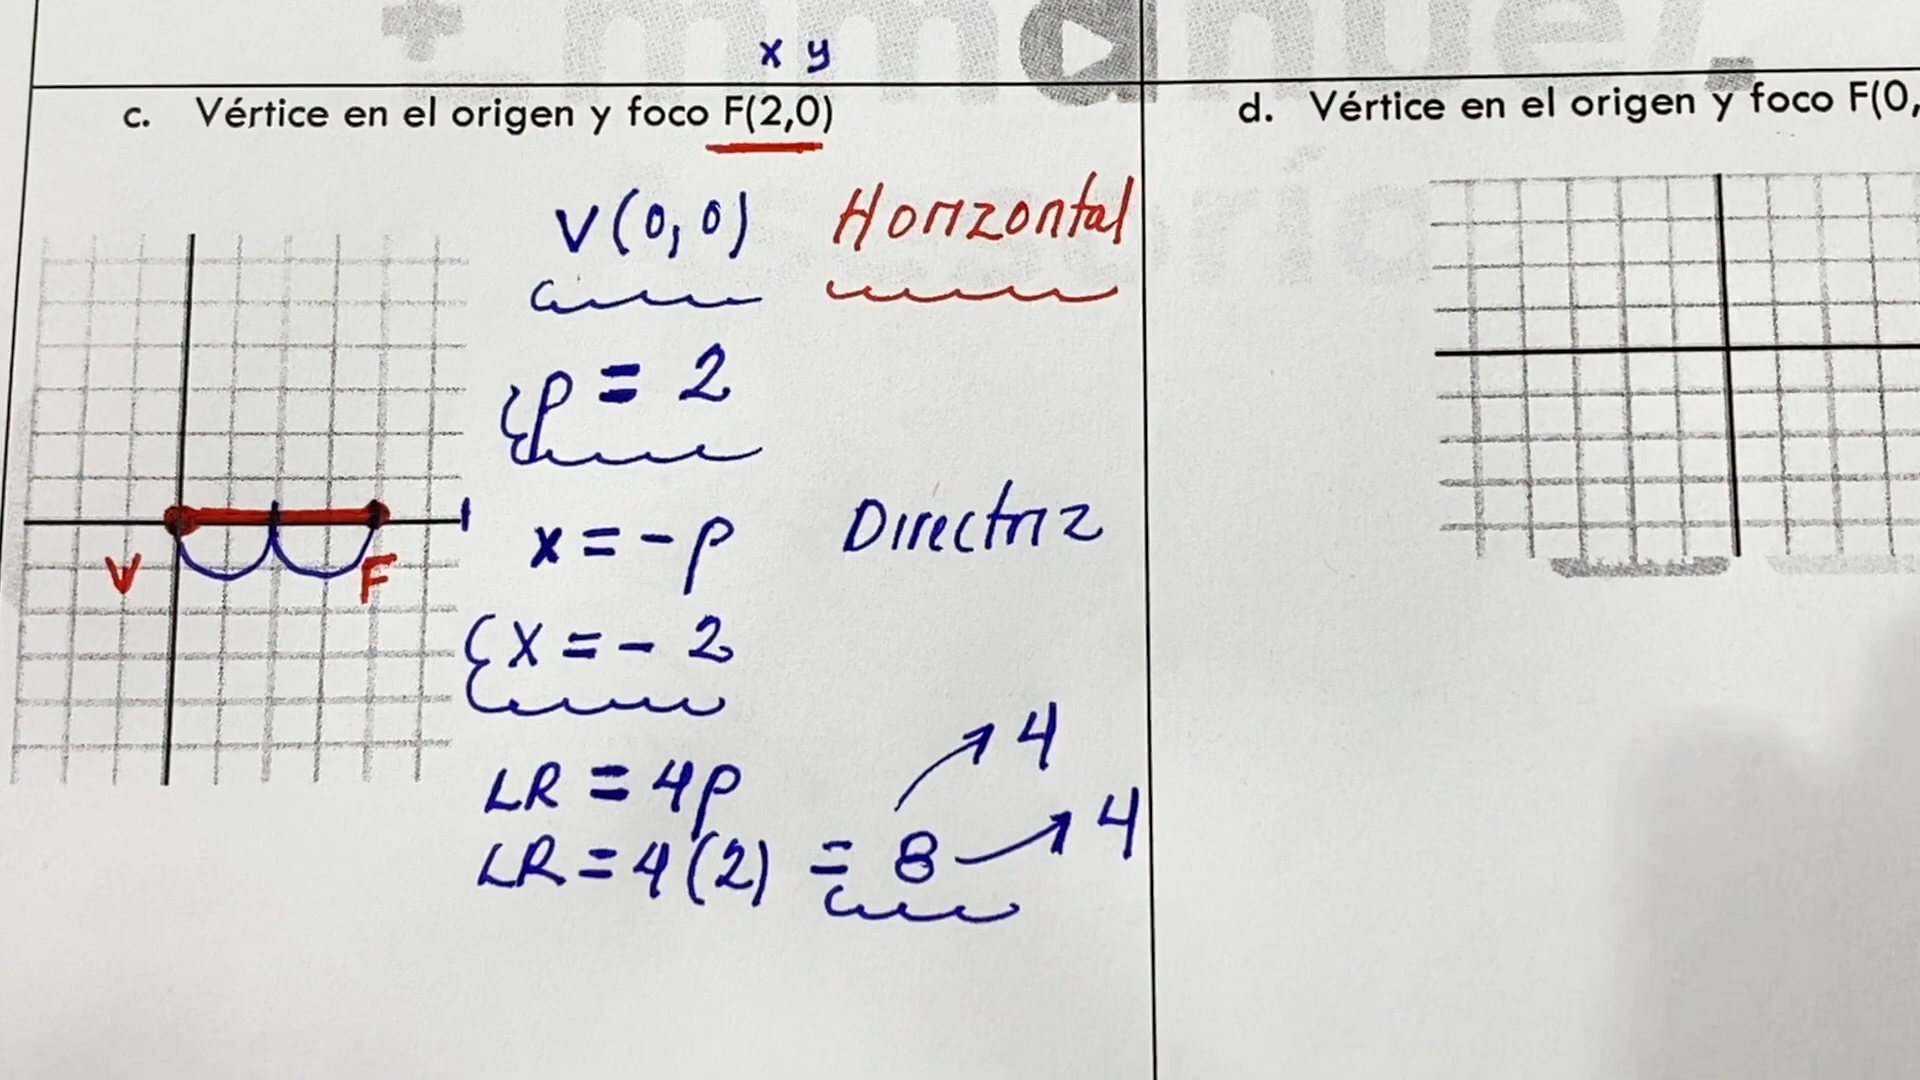 x y
c. Vértice en el origen y foco F(2,0)
V(0,0) Horizontal
p = 2
x = -p Directriz
x = - 2
V F
LR = 4p
4
LR = 4(2) = 8 4
d. Vértice en el origen y foco F(0,